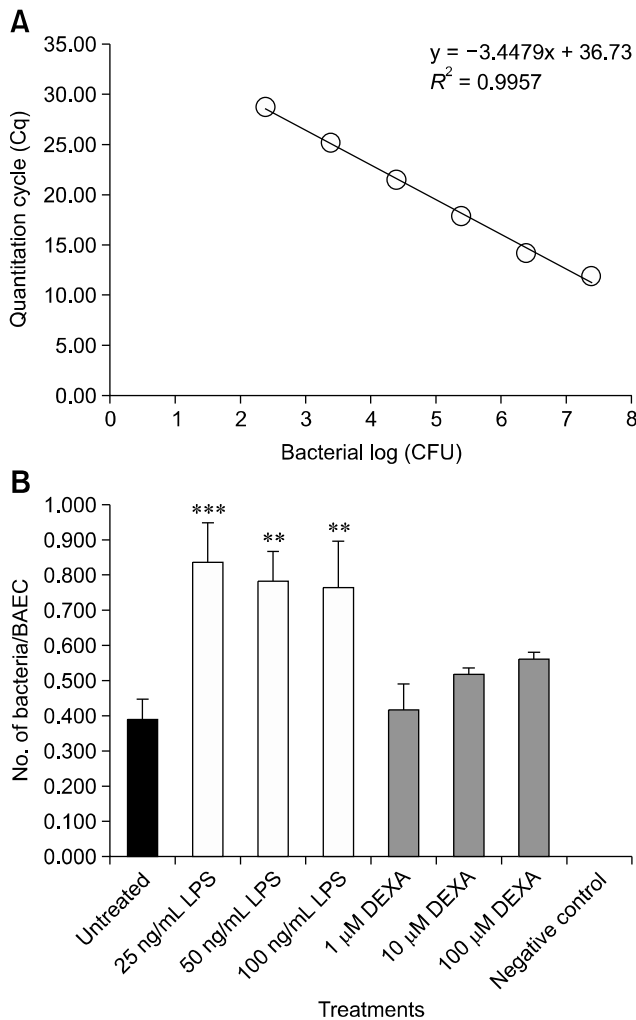 A
35.00
30.00
25.00
20.00
15.00
10.00
5.00
0.00
Quantitation cycle (Cq)
y = −3.4479x + 36.73
R² = 0.9957
0 1 2 3 4 5 6 7 8
Bacterial log (CFU)
B
1.000
0.900
0.800
0.700
0.600
0.500
0.400
0.300
0.200
0.100
0.000
No. of bacteria/BAEC
*** ** **
Untreated
25 ng/mL LPS
50 ng/mL LPS
100 ng/mL LPS
1 µM DEXA
10 µM DEXA
100 µM DEXA
Negative control
Treatments